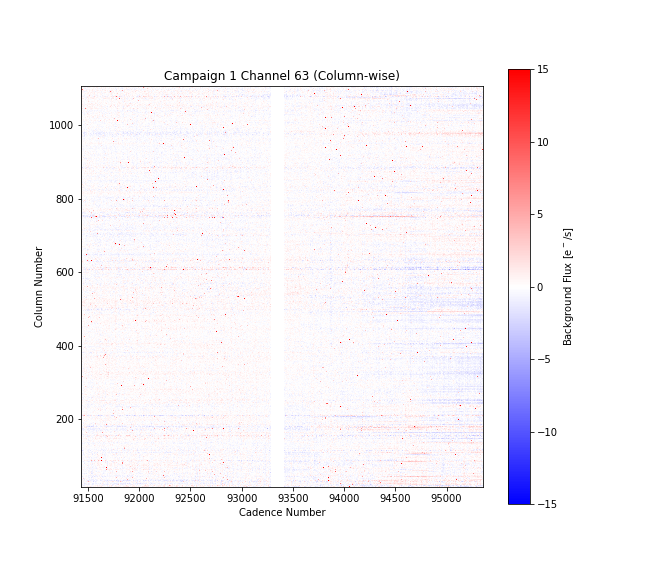 Campaign 1 Channel 63 (Column-wise)
1000
800
600
400
200
Column Number
91500 92000 92500 93000 93500 94000 94500 95000
Cadence Number
15
10
5
0
−5
−10
−15
Background Flux [e⁻/s]